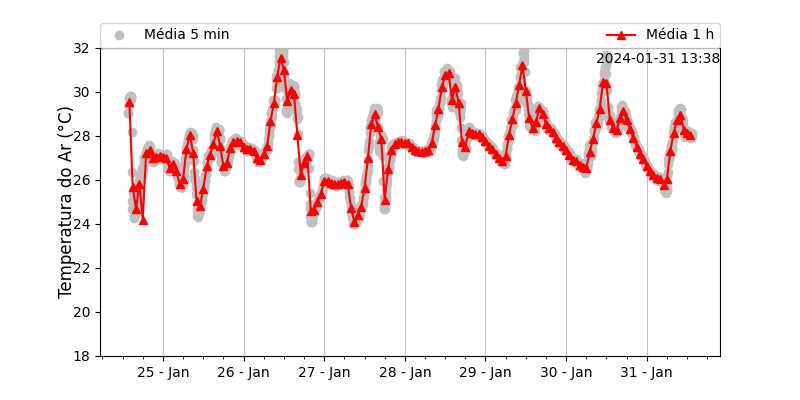 Média 5 min
Média 1 h
2024-01-31 13:38
Temperatura do Ar (°C)
32
30
28
26
24
22
20
18
25 - Jan
26 - Jan
27 - Jan
28 - Jan
29 - Jan
30 - Jan
31 - Jan